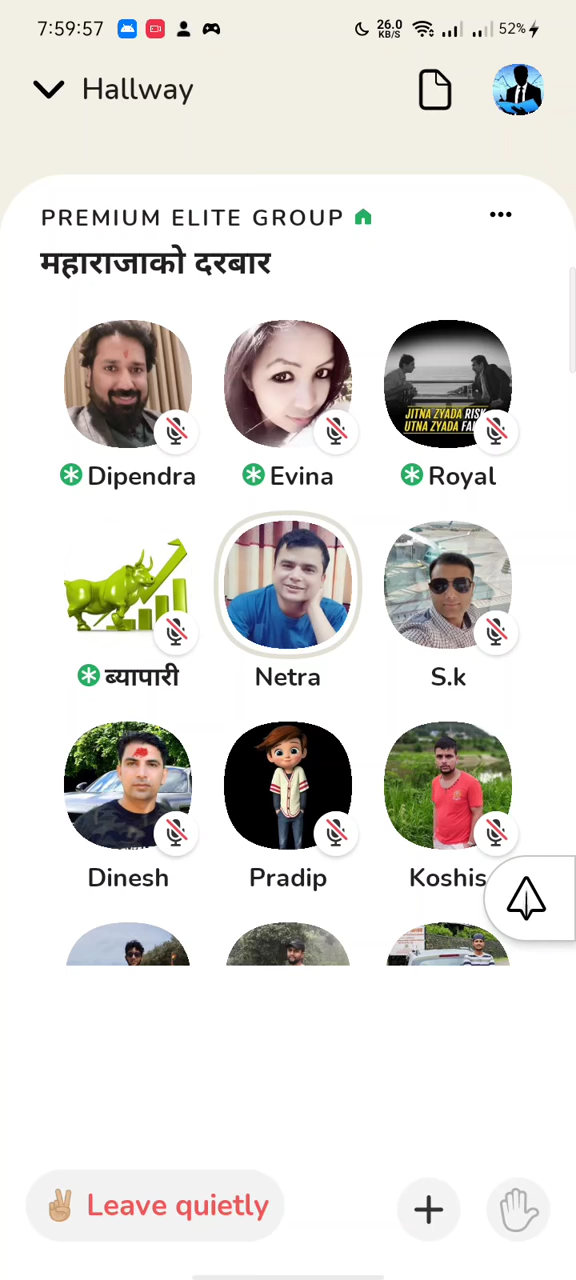 7:59:57 26.0 KB/S 52%
Hallway
PREMIUM ELITE GROUP
महाराजाको दरबार
JITNA ZYADA RISK
UTNA ZYADA
Dipendra Evina Royal
ब्यापारी Netra S.k
Dinesh Pradip Koshis
✌🏼 Leave quietly